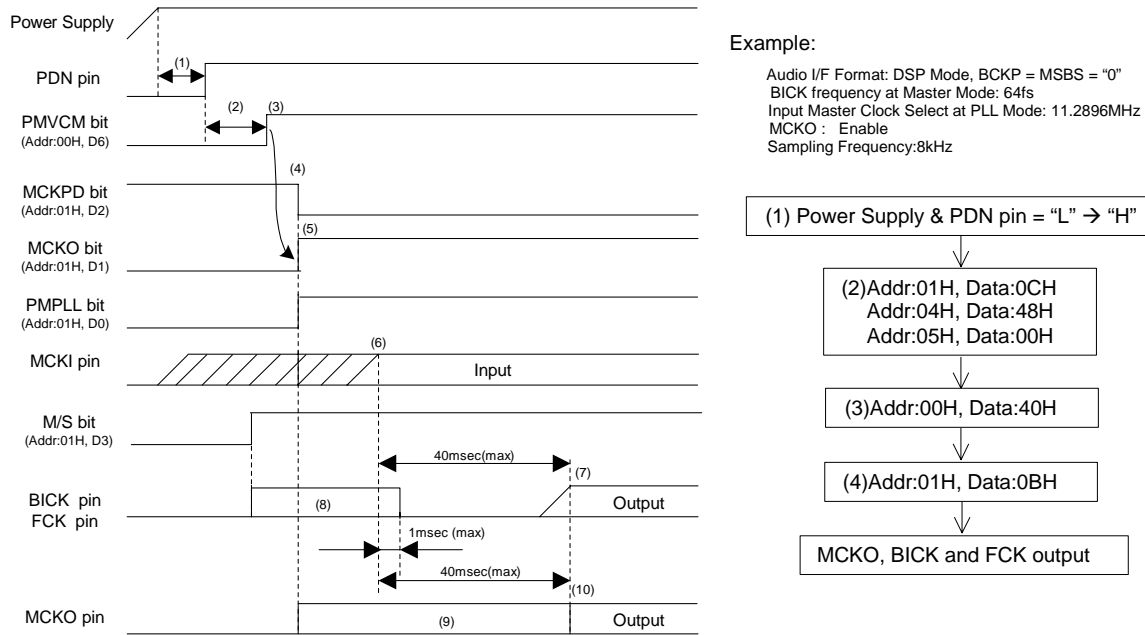 Power Supply
(1)
PDN pin
(2)
(3)
PMVCM bit
(Addr:00H, D6)
(4)
MCKPD bit
(Addr:01H, D2)
(5)
MCKO bit
(Addr:01H, D1)
PMPLL bit
(Addr:01H, D0)
(6)
MCKI pin
Input
M/S bit
(Addr:01H, D3)
40msec(max)
(7)
BICK pin
FCK pin
(8)
Output
1msec (max)
40msec(max)
(10)
MCKO pin
(9)
Output
Example:
Audio I/F Format: DSP Mode, BCKP = MSBS = “0”
BICK frequency at Master Mode: 64fs
Input Master Clock Select at PLL Mode: 11.2896MHz
MCKO : Enable
Sampling Frequency:8kHz
(1) Power Supply & PDN pin = “L” → “H”
(2)Addr:01H, Data:0CH
Addr:04H, Data:48H
Addr:05H, Data:00H
(3)Addr:00H, Data:40H
(4)Addr:01H, Data:0BH
MCKO, BICK and FCK output